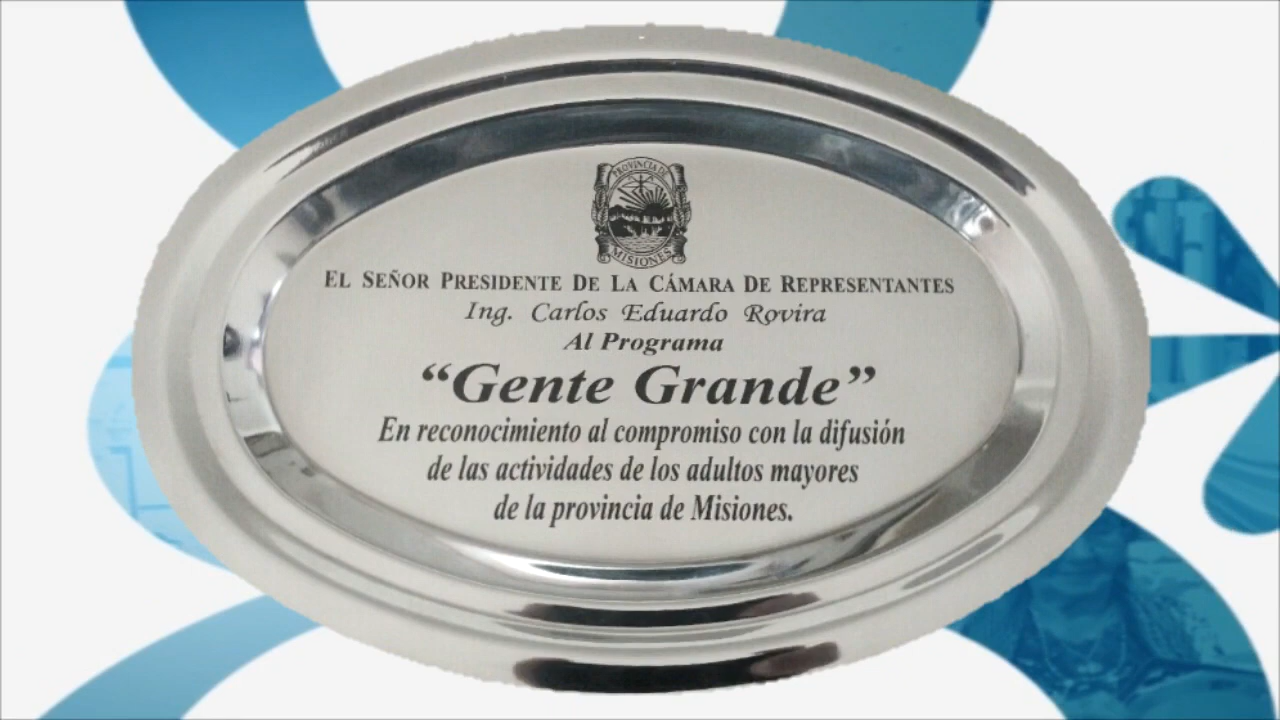 PROVINCIA DE
MISIONES
EL SEÑOR PRESIDENTE DE LA CÁMARA DE REPRESENTANTES
Ing. Carlos Eduardo Rovira
Al Programa
“Gente Grande”
En reconocimiento al compromiso con la difusión
de las actividades de los adultos mayores
de la provincia de Misiones.